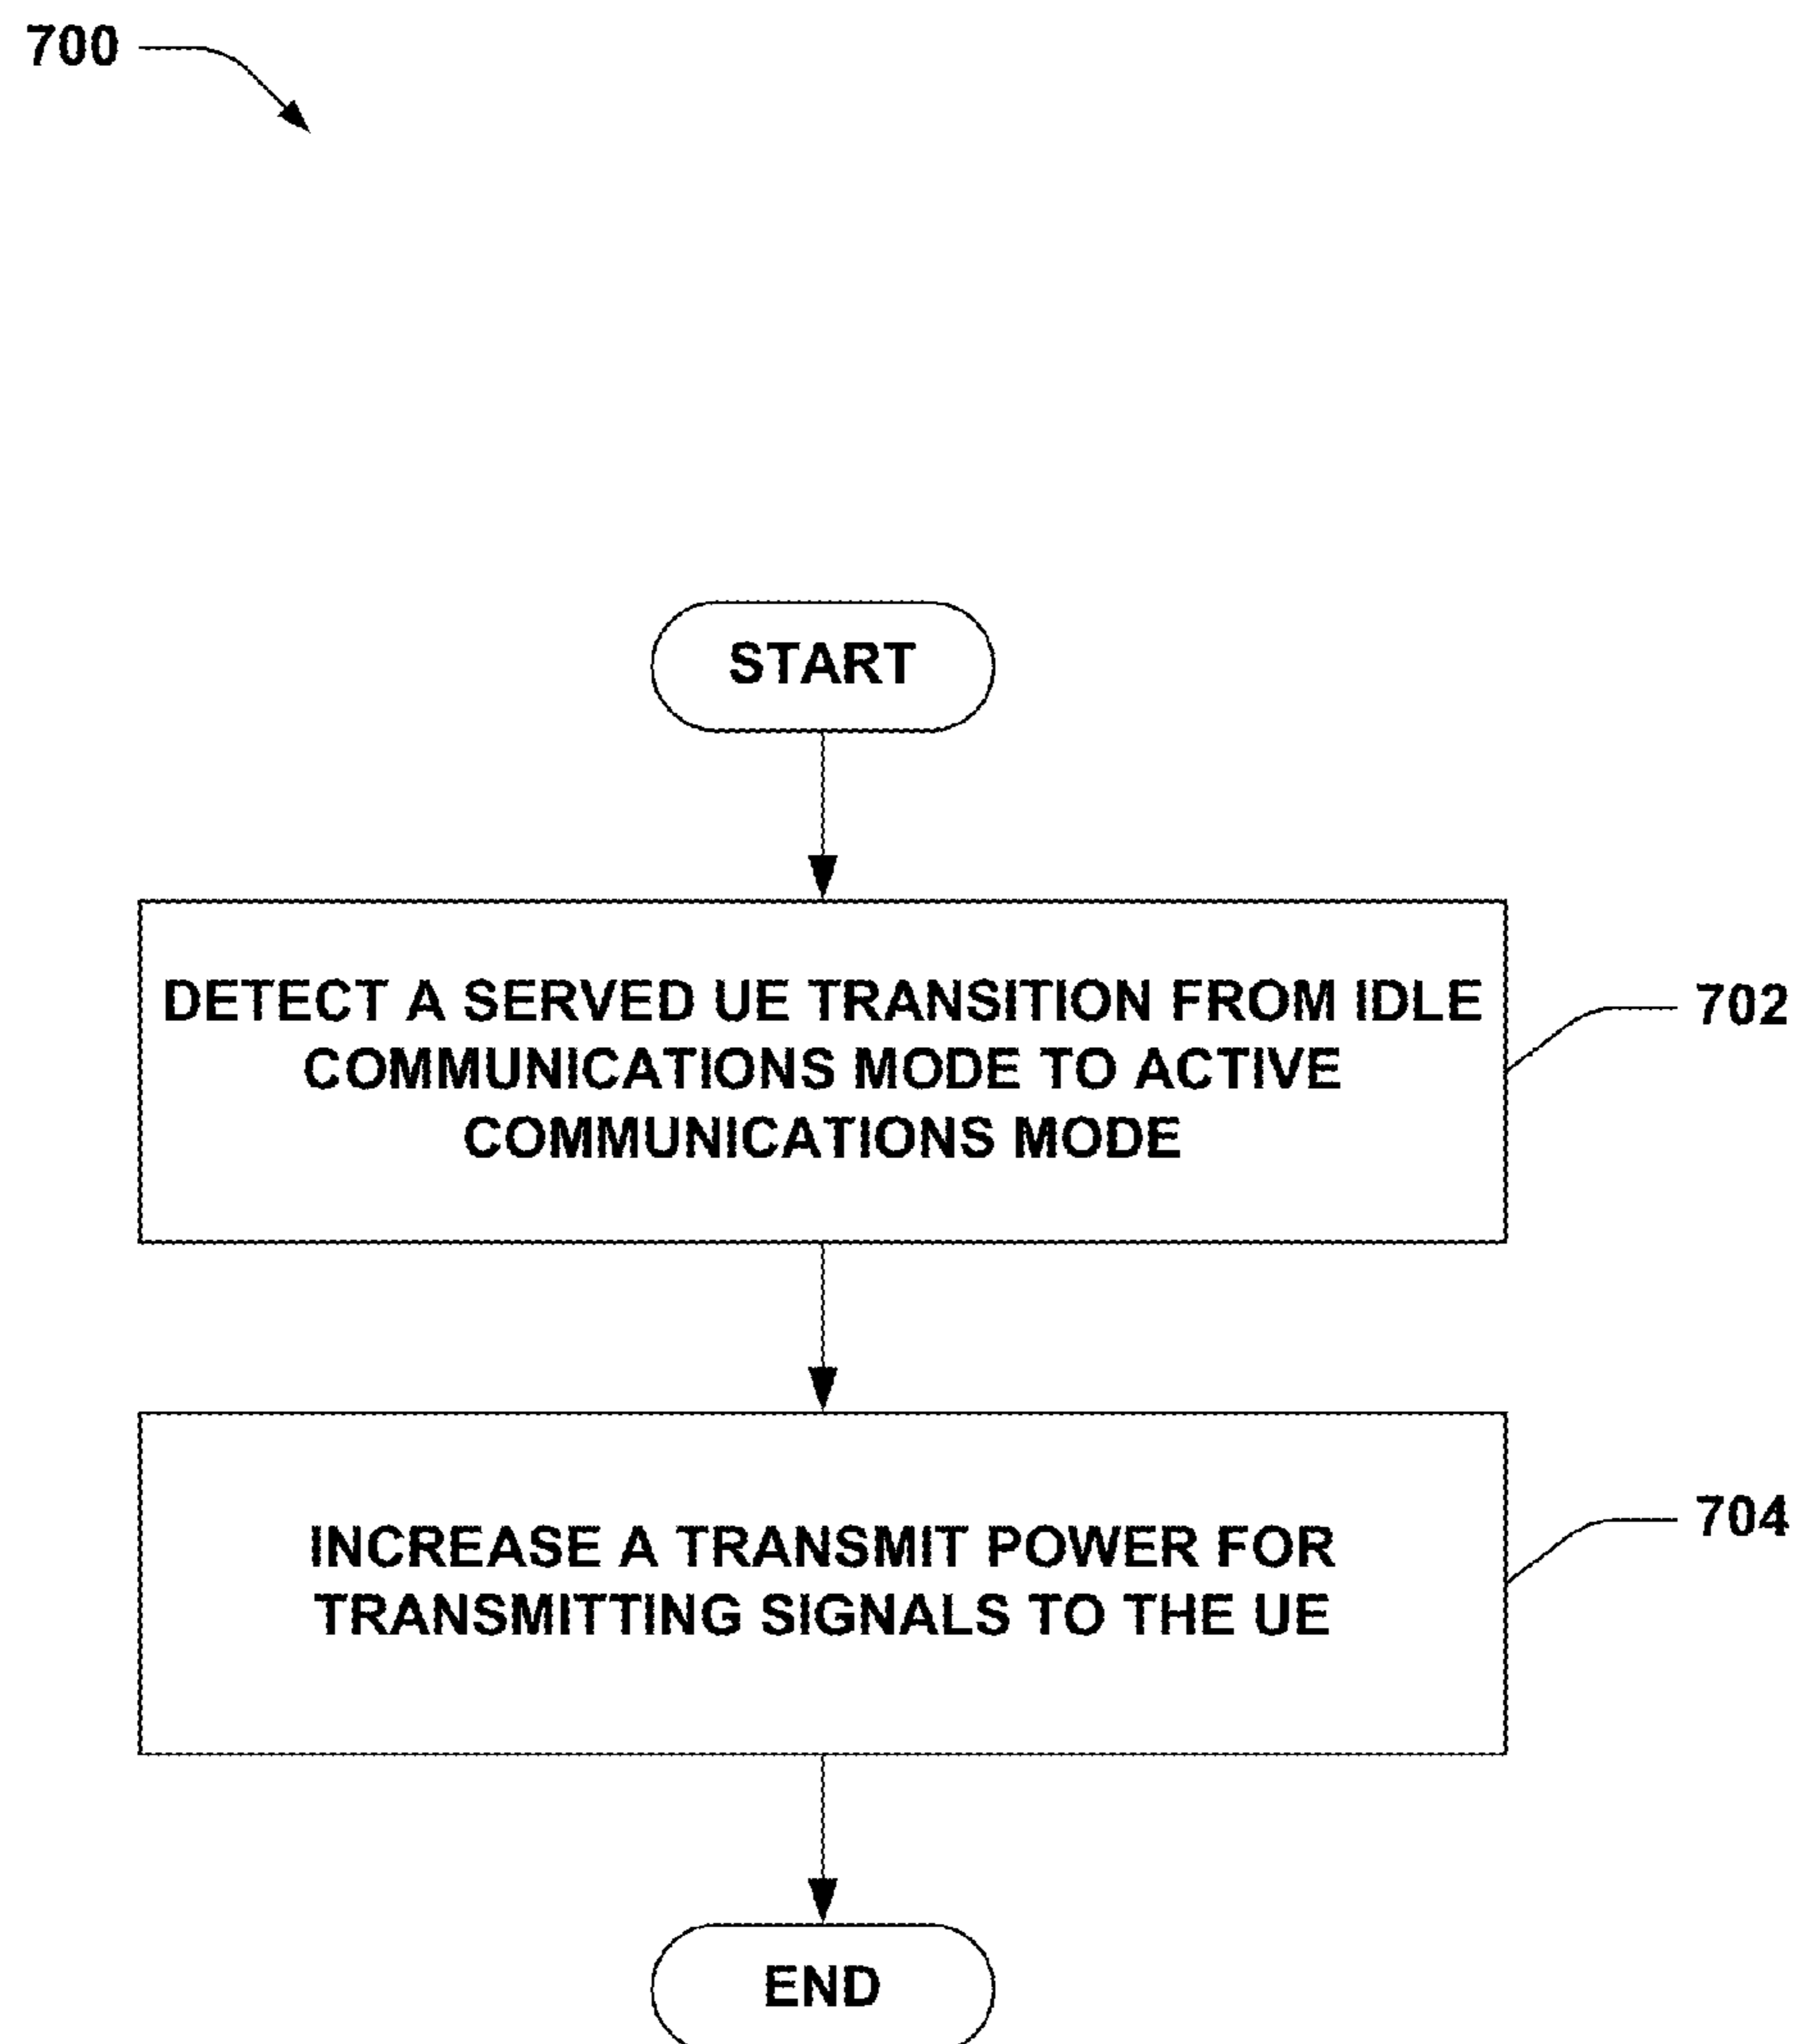 700
START
DETECT A SERVED UE TRANSITION FROM IDLE
COMMUNICATIONS MODE TO ACTIVE
COMMUNICATIONS MODE
702
INCREASE A TRANSMIT POWER FOR
TRANSMITTING SIGNALS TO THE UE
704
END